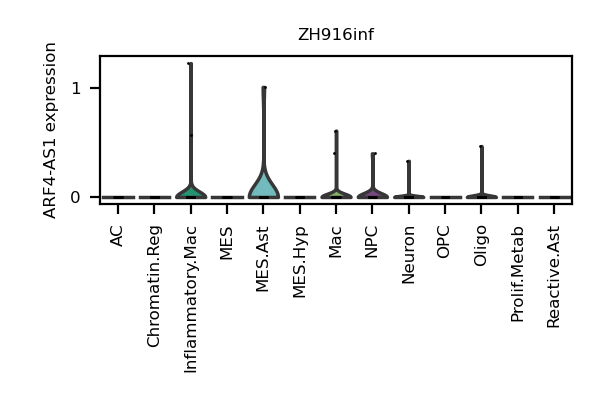 ZH916inf
ARF4-AS1 expression
1
0
AC
Chromatin.Reg
Inflammatory.Mac
MES
MES.Ast
MES.Hyp
Mac
NPC
Neuron
OPC
Oligo
Prolif.Metab
Reactive.Ast